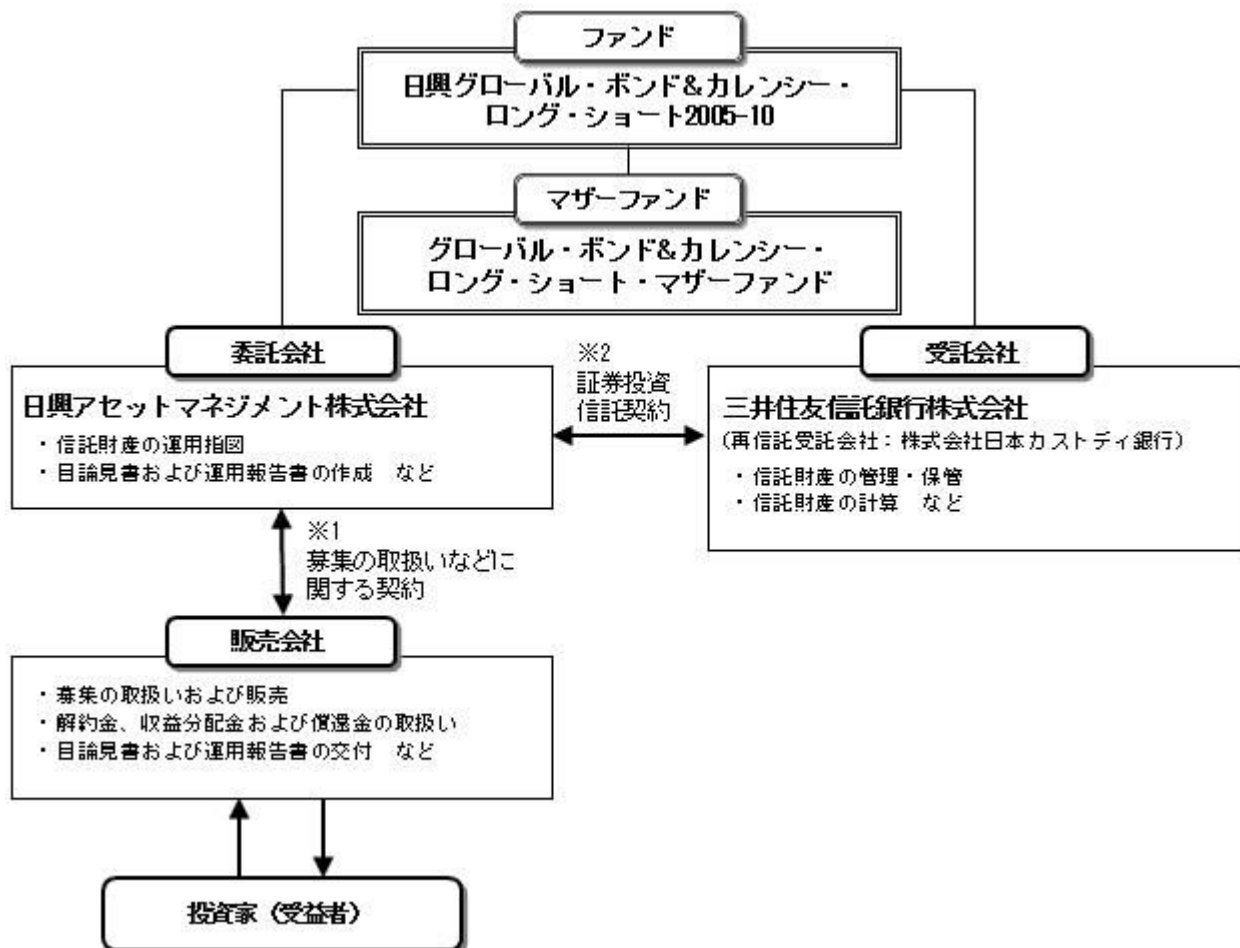 ファンド
日興グローバル・ボンド&カレンシー・
ロング・ショート2005-10
マザーファンド
グローバル・ボンド&カレンシー・
ロング・ショート・マザーファンド
委託会社
日興アセットマネジメント株式会社
・信託財産の運用指図
・目論見書および運用報告書の作成 など
※2
証券投資
信託契約
受託会社
三井住友信託銀行株式会社
(再信託受託会社：株式会社日本カストディ銀行)
・信託財産の管理・保管
・信託財産の計算 など
※1
募集の取扱いなどに
関する契約
販売会社
・募集の取扱いおよび販売
・解約金、収益分配金および償還金の取扱い
・目論見書および運用報告書の交付 など
投資家（受益者）